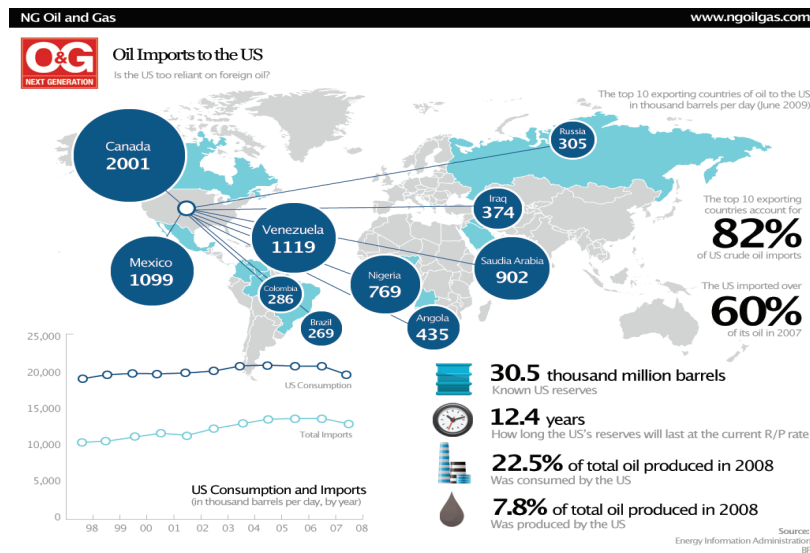 NG Oil and Gas
www.ngoilgas.com
O&G
NEXT GENERATION
Oil Imports to the US
Is the US too reliant on foreign oil?
The top 10 exporting countries of oil to the US
in thousand barrels per day (June 2009)
Canada
2001
Russia
305
Iraq
374
Venezuela
1119
Mexico
1099
Saudia Arabia
902
Nigeria
769
Colombia
286
Brazil
269
Angola
435
The top 10 exporting
countries account for
82%
of US crude oil imports
The US imported over
60%
of its oil in 2007
25,000
20,000
15,000
10,000
5,000
0
US Consumption
Total Imports
US Consumption and Imports
(in thousand barrels per day, by year)
98 99 00 01 02 03 04 05 06 07 08
30.5 thousand million barrels
Known US reserves
12.4 years
How long the US's reserves will last at the current R/P rate
22.5% of total oil produced in 2008
Was consumed by the US
7.8% of total oil produced in 2008
Was produced by the US
Source:
Energy Information Administration
BP